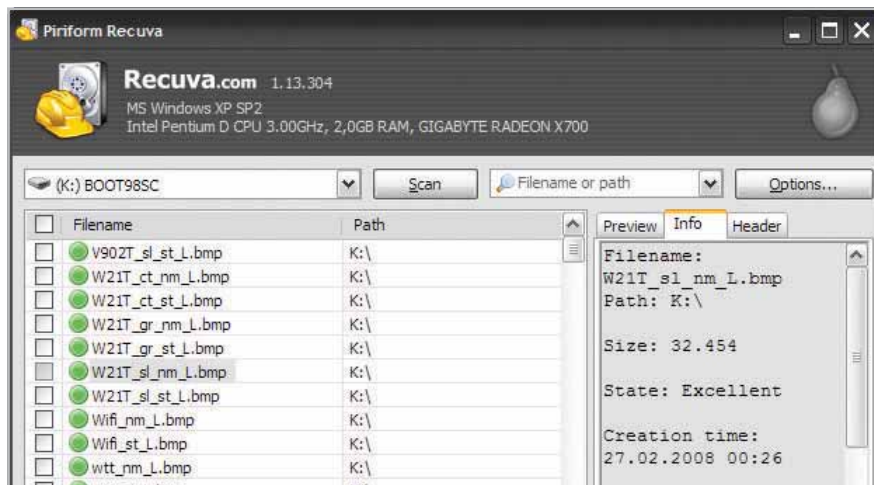 Piriform Recuva
Recuva.com 1.13.304
MS Windows XP SP2
Intel Pentium D CPU 3.00GHz, 2,0GB RAM, GIGABYTE RADEON X700
(K:) BOOT98SC
Scan
Filename or path
Options...
Filename Path
V902T_sl_st_L.bmp K:\
W21T_ct_nm_L.bmp K:\
W21T_ct_st_L.bmp K:\
W21T_gr_nm_L.bmp K:\
W21T_gr_st_L.bmp K:\
W21T_sl_nm_L.bmp K:\
W21T_sl_st_L.bmp K:\
Wifi_nm_L.bmp K:\
Wifi_st_L.bmp K:\
wtt_nm_L.bmp K:\
Preview Info Header
Filename:
W21T_sl_nm_L.bmp
Path: K:\
Size: 32.454
State: Excellent
Creation time:
27.02.2008 00:26